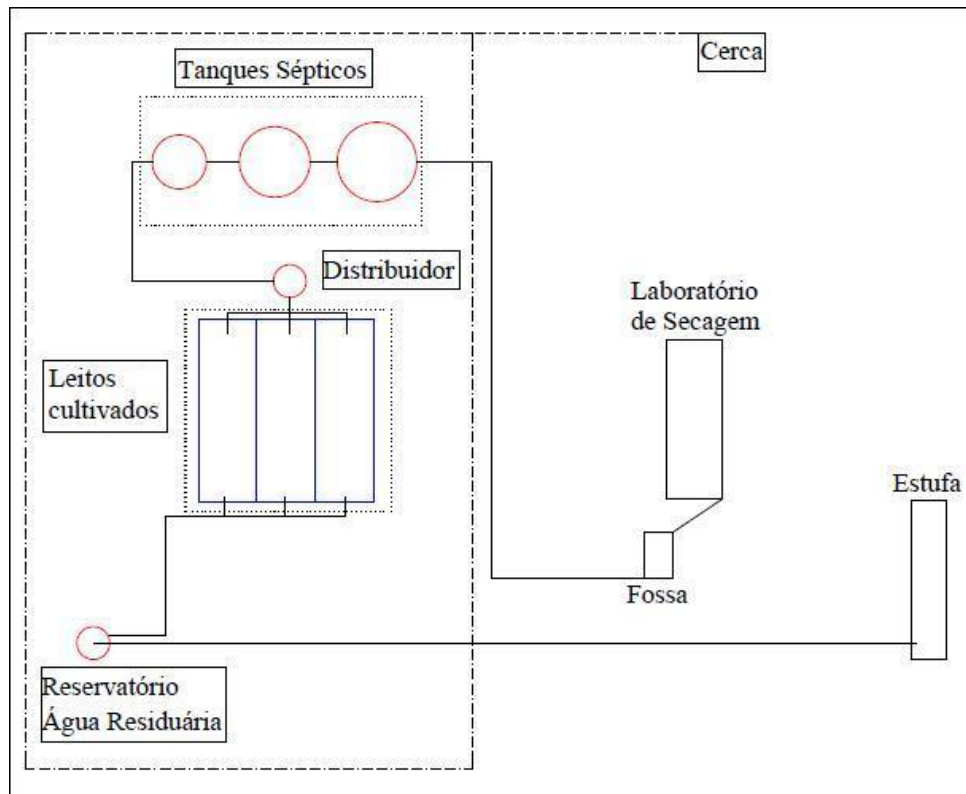 Cerca
Tanques Sépticos
Distribuidor
Laboratório
de Secagem
Leitos
cultivados
Estufa
Fossa
Reservatório
Água Residuária